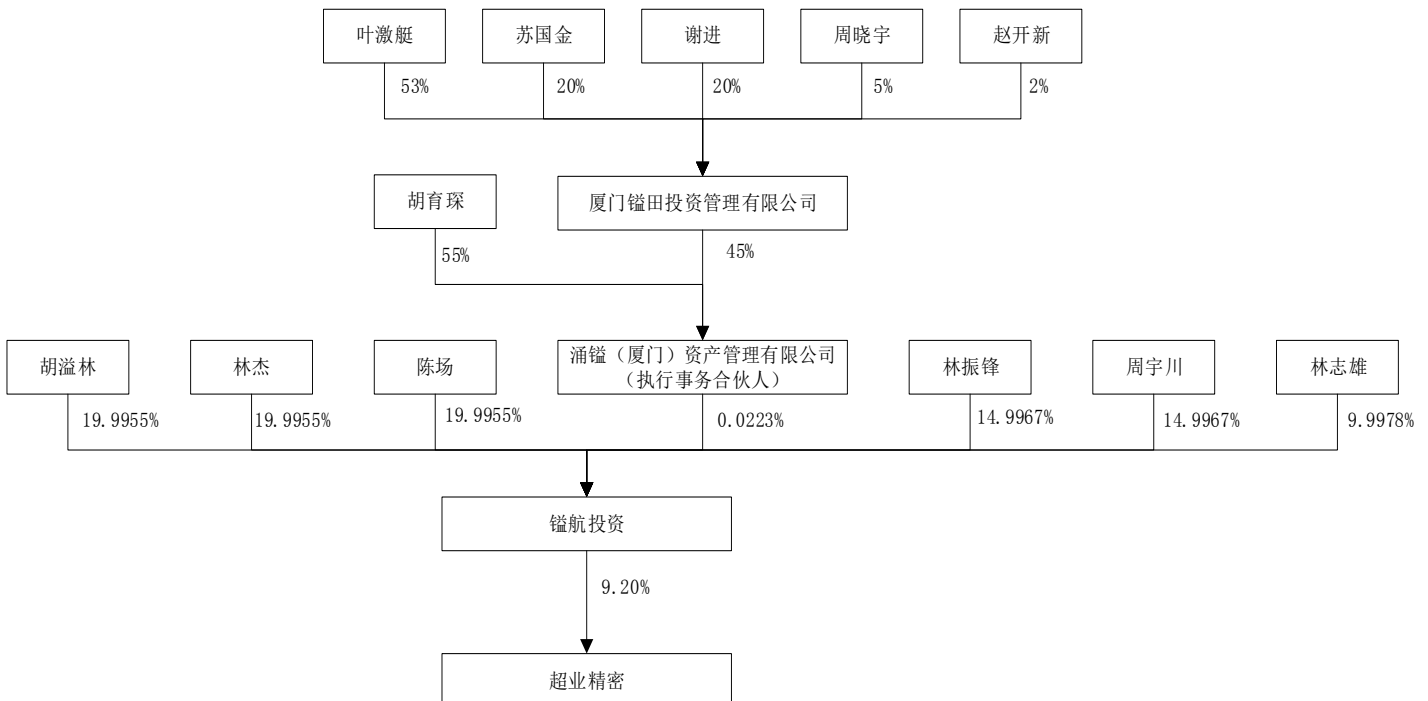 叶激艇
苏国金
谢进
周晓宇
赵开新
53%
20%
20%
5%
2%
胡育琛
厦门镒田投资管理有限公司
55%
45%
胡溢林
林杰
陈场
涌镒（厦门）资产管理有限公司
（执行事务合伙人）
林振锋
周宇川
林志雄
19.9955%
19.9955%
19.9955%
0.0223%
14.9967%
14.9967%
9.9978%
镒航投资
9.20%
超业精密